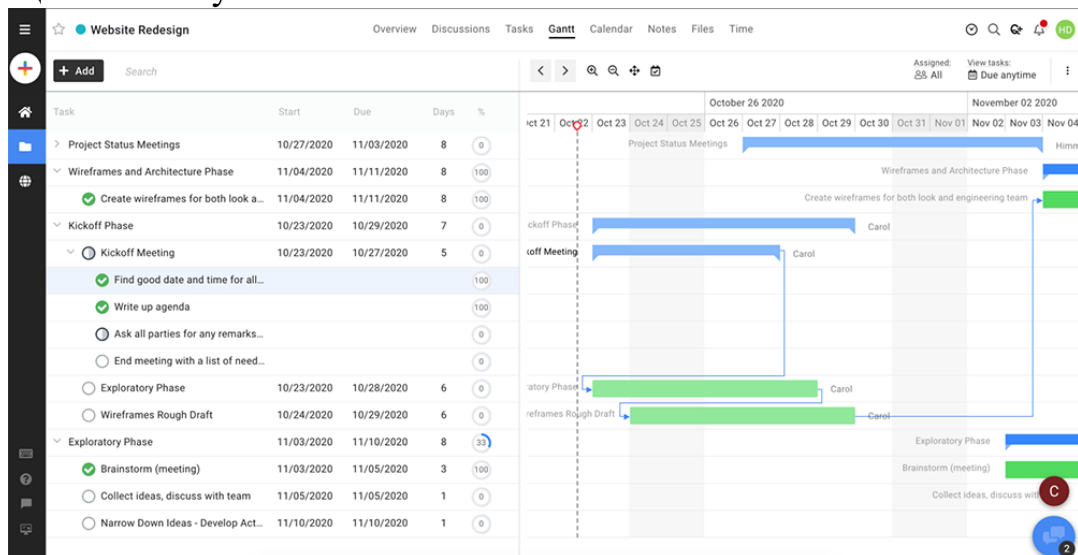 Website Redesign
Overview Discussions Tasks Gantt Calendar Notes Files Time
HD
+ Add Search
Assigned: View tasks:
All Due anytime
Task Start Due Days %
October 26 2020 November 02 2020
Oct 23 Oct 24 Oct 25 Oct 26 Oct 27 Oct 28 Oct 29 Oct 30 Oct 31 Nov 01 Nov 02 Nov 03 Nov 04
Project Status Meetings 10/27/2020 11/03/2020 8 0 Project Status Meetings
Wireframes and Architecture Phase 11/04/2020 11/11/2020 8 100 Wireframes and Architecture Phase
Create wireframes for both look a... 11/04/2020 11/11/2020 8 100 Create wireframes for both look and engineering team
Kickoff Phase 10/23/2020 10/29/2020 7 0 ckoff Phase Carol
Kickoff Meeting 10/23/2020 10/27/2020 5 0 koff Meeting Carol
Find good date and time for all... 100
Write up agenda 100
Ask all parties for any remarks... 0
End meeting with a list of need... 0
Exploratory Phase 10/23/2020 10/28/2020 6 0 ratory Phase Carol
Wireframes Rough Draft 10/24/2020 10/29/2020 6 0 reframes Rough Draft Carol
Exploratory Phase 11/03/2020 11/10/2020 8 33 Exploratory Phase
Brainstorm (meeting) 11/03/2020 11/05/2020 3 100 Brainstorm (meeting)
Collect ideas, discuss with team 11/05/2020 11/05/2020 1 0 Collect ideas, discuss wit
C
Narrow Down Ideas - Develop Act... 11/10/2020 11/10/2020 1 0
2